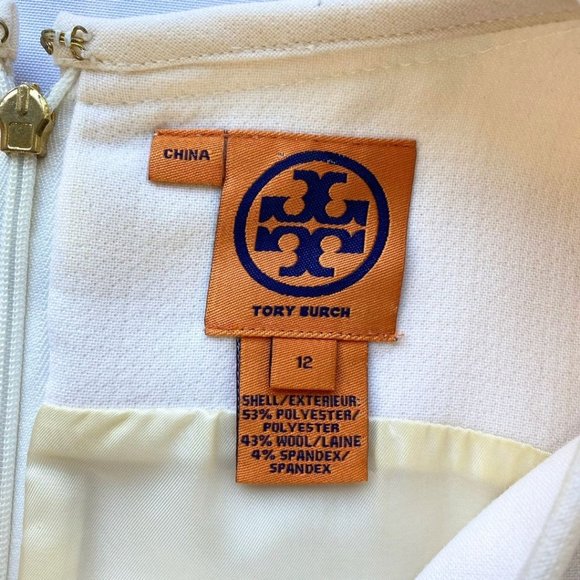 CHINA
TORY BURCH
12
SHELL/EXTERIEUR:
53% POLYESTER/
POLYESTER
43% WOOL/LAINE
4% SPANDEX/
SPANDEX